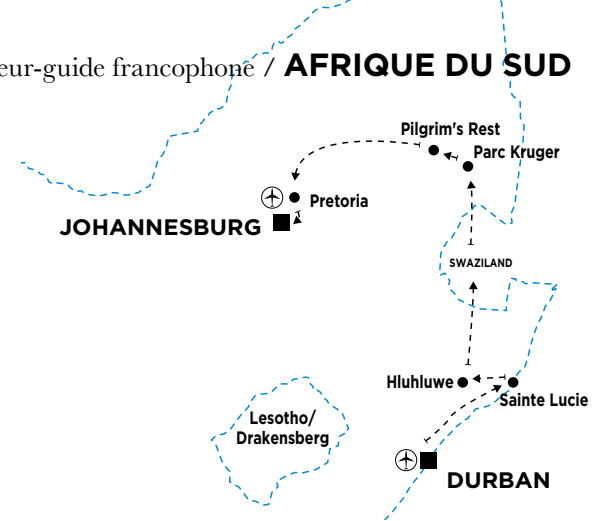 eur-guide francophone / AFRIQUE DU SUD
Pilgrim's Rest
Parc Kruger
Pretoria
JOHANNESBURG
SWAZILAND
Hluhluwe
Sainte Lucie
Lesotho/
Drakensberg
DURBAN